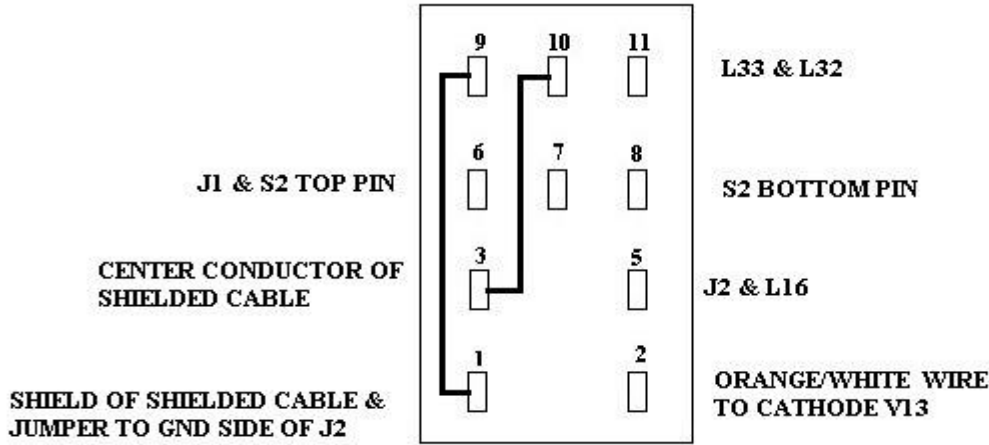 9 10 11
L33 & L32
6 7 8
J1 & S2 TOP PIN
S2 BOTTOM PIN
3 5
CENTER CONDUCTOR OF
SHIELDED CABLE
J2 & L16
1 2
ORANGE/WHITE WIRE
TO CATHODE V13
SHIELD OF SHIELDED CABLE &
JUMPER TO GND SIDE OF J2